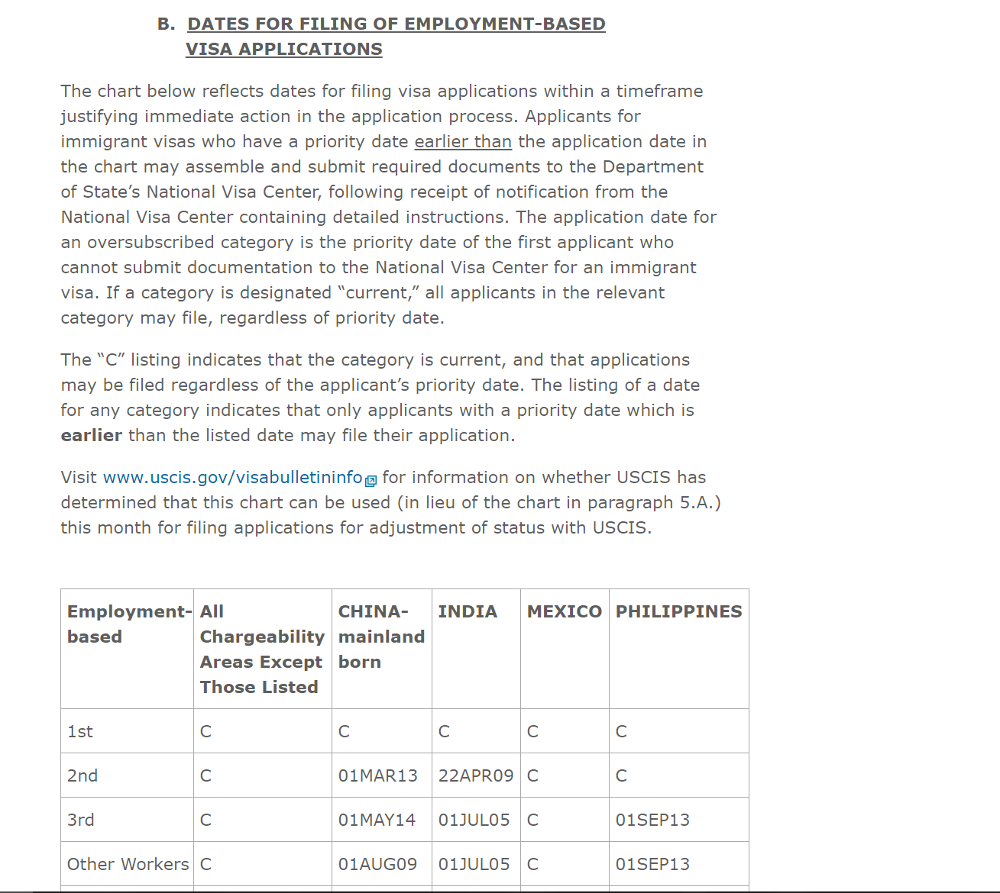 B. DATES FOR FILING OF EMPLOYMENT-BASED
VISA APPLICATIONS
The chart below reflects dates for filing visa applications within a timeframe
justifying immediate action in the application process. Applicants for
immigrant visas who have a priority date earlier than the application date in
the chart may assemble and submit required documents to the Department
of State’s National Visa Center, following receipt of notification from the
National Visa Center containing detailed instructions. The application date for
an oversubscribed category is the priority date of the first applicant who
cannot submit documentation to the National Visa Center for an immigrant
visa. If a category is designated “current,” all applicants in the relevant
category may file, regardless of priority date.
The “C” listing indicates that the category is current, and that applications
may be filed regardless of the applicant’s priority date. The listing of a date
for any category indicates that only applicants with a priority date which is
earlier than the listed date may file their application.
Visit www.uscis.gov/visabulletininfo for information on whether USCIS has
determined that this chart can be used (in lieu of the chart in paragraph 5.A.)
this month for filing applications for adjustment of status with USCIS.
Employment-based All Chargeability Areas Except Those Listed CHINA-mainland born INDIA MEXICO PHILIPPINES
1st C C C C C
2nd C 01MAR13 22APR09 C C
3rd C 01MAY14 01JUL05 C 01SEP13
Other Workers C 01AUG09 01JUL05 C 01SEP13